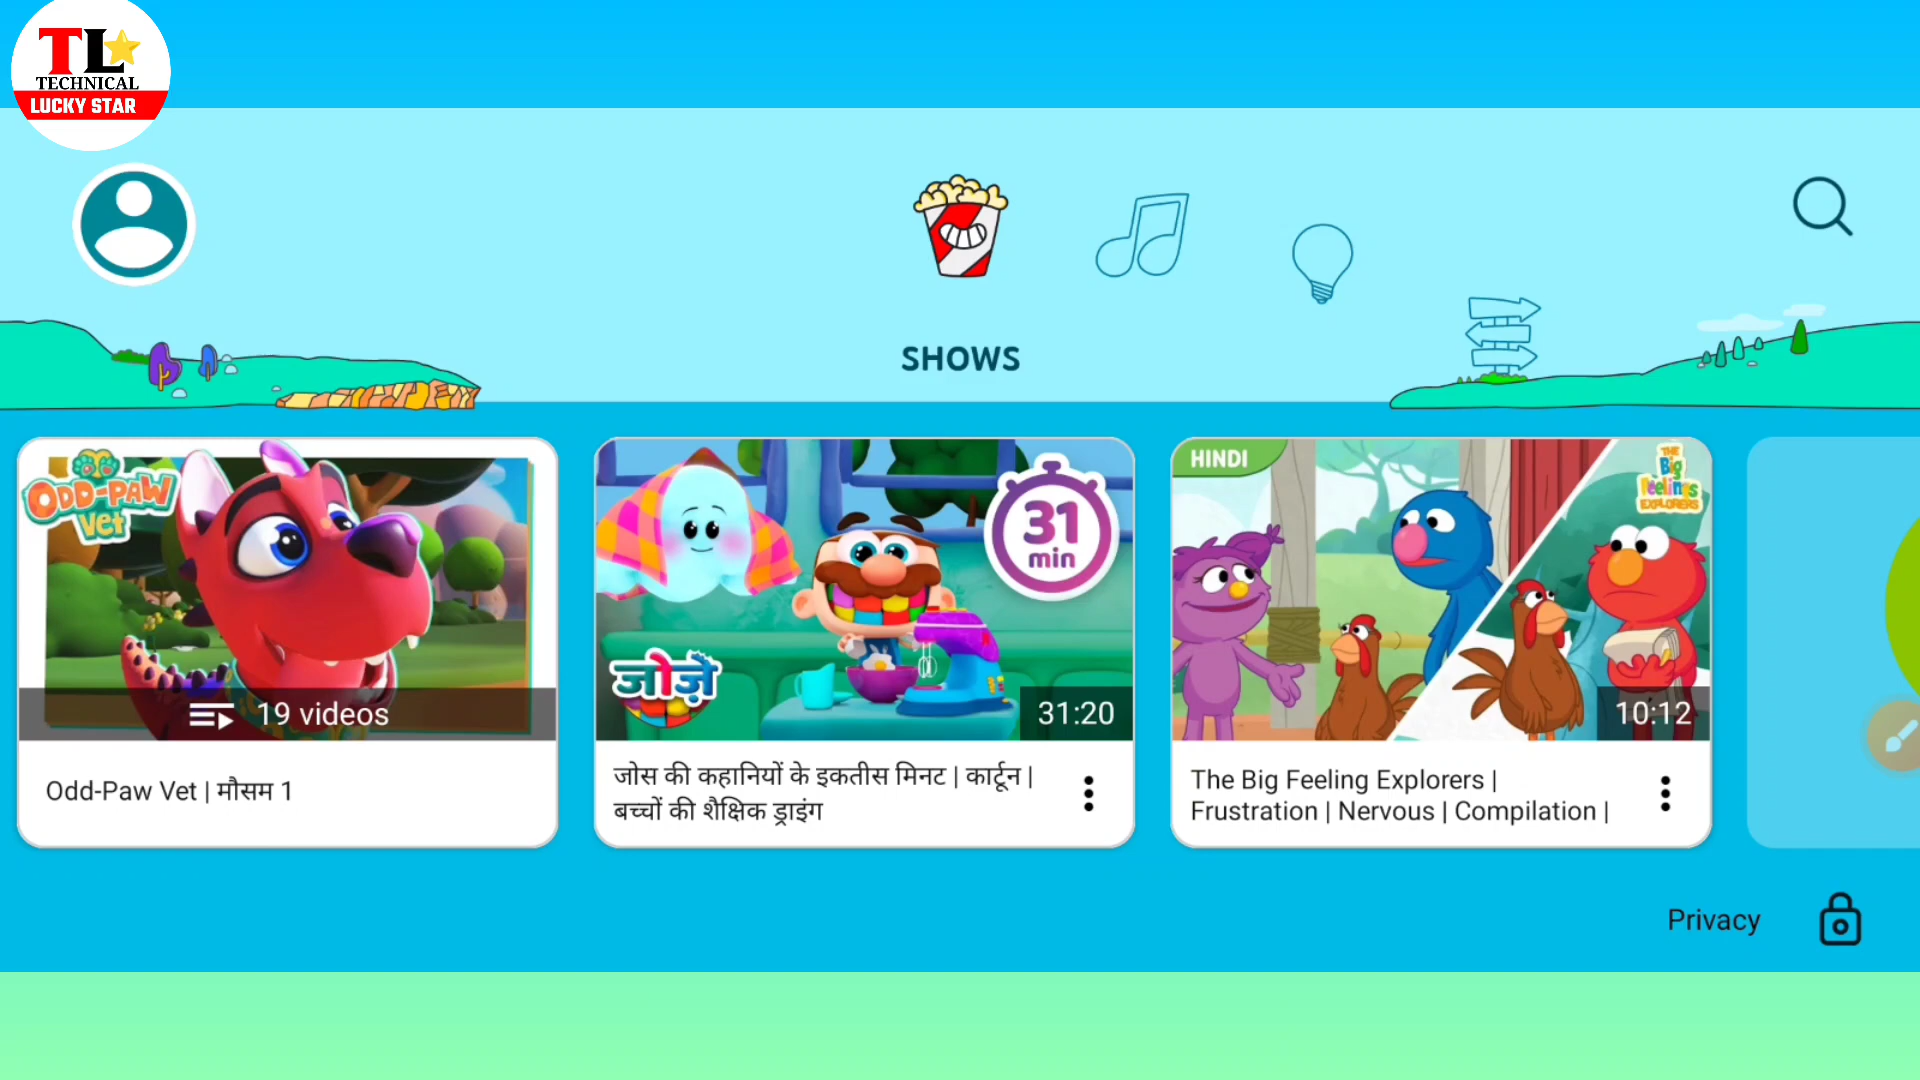 TL
TECHNICAL
LUCKY STAR
SHOWS
ODD-PAW
Vet
19 videos
Odd-Paw Vet | मौसम 1
31
min
जोज़े
31:20
जोस की कहानियों के इकतीस मिनट | कार्टून |
बच्चों की शैक्षिक ड्राइंग
HINDI
THE
Big
Feelings
EXPLORERS
10:12
The Big Feeling Explorers |
Frustration | Nervous | Compilation |
Privacy